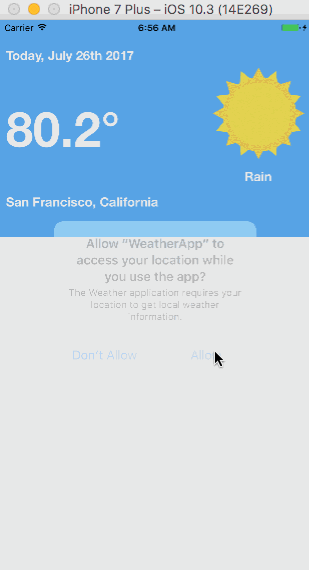 iPhone 7 Plus – iOS 10.3 (14E269)
Carrier 6:56 AM
Today, July 26th 2017
80.2°
Rain
San Francisco, California
Allow “WeatherApp” to
access your location while
you use the app?
The Weather application requires your
location to get local weather
information.
Don't Allow Allow